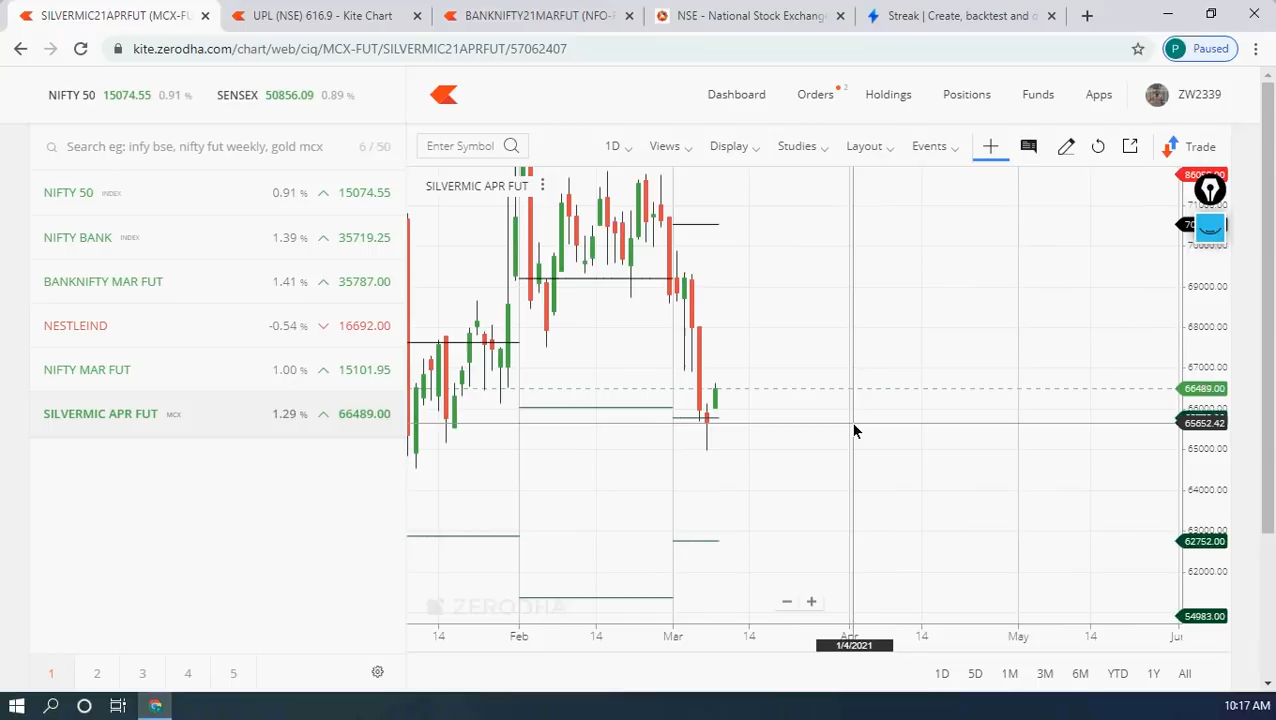 SILVERMIC21APRFUT (MCX-F
UPL (NSE) 616.9 - Kite Chart
BANKNIFTY21MARFUT (NFO-F
NSE - National Stock Exchange
Streak | Create, backtest and
kite.zerodha.com/chart/web/ciq/MCX-FUT/SILVERMIC21APRFUT/57062407
P Paused
NIFTY 50 15074.55 0.91 % SENSEX 50856.09 0.89 %
Dashboard Orders 2 Holdings Positions Funds Apps ZW2339
Search eg: infy bse, nifty fut weekly, gold mcx 6 / 50
NIFTY 50 INDEX 0.91 % 15074.55
NIFTY BANK INDEX 1.39 % 35719.25
BANKNIFTY MAR FUT 1.41 % 35787.00
NESTLEIND -0.54 % 16692.00
NIFTY MAR FUT 1.00 % 15101.95
SILVERMIC APR FUT MCX 1.29 % 66489.00
1 2 3 4 5
Enter Symbol 1D Views Display Studies Layout Events Trade
SILVERMIC APR FUT
69000.00
68000.00
67000.00
66489.00
65652.42
65000.00
64000.00
62752.00
62000.00
54983.00
ZERODHA
14 Feb 14 Mar 14 14 May 14
1/4/2021
1D 5D 1M 3M 6M YTD 1Y All
10:17 AM